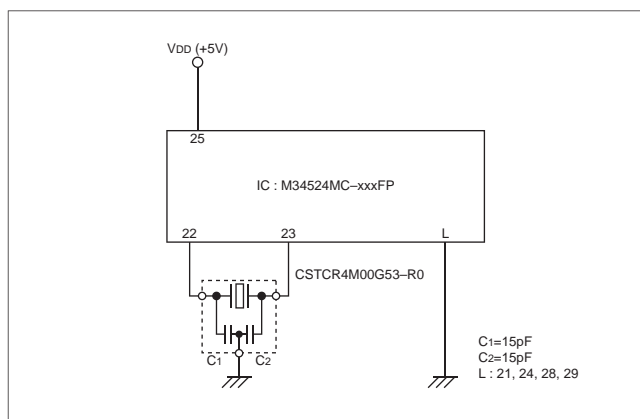 VDD (+5V)
25
IC : M34524MC–xxxFP
22 23 L
CSTCR4M00G53–R0
C1 C2
C1=15pF
C2=15pF
L : 21, 24, 28, 29